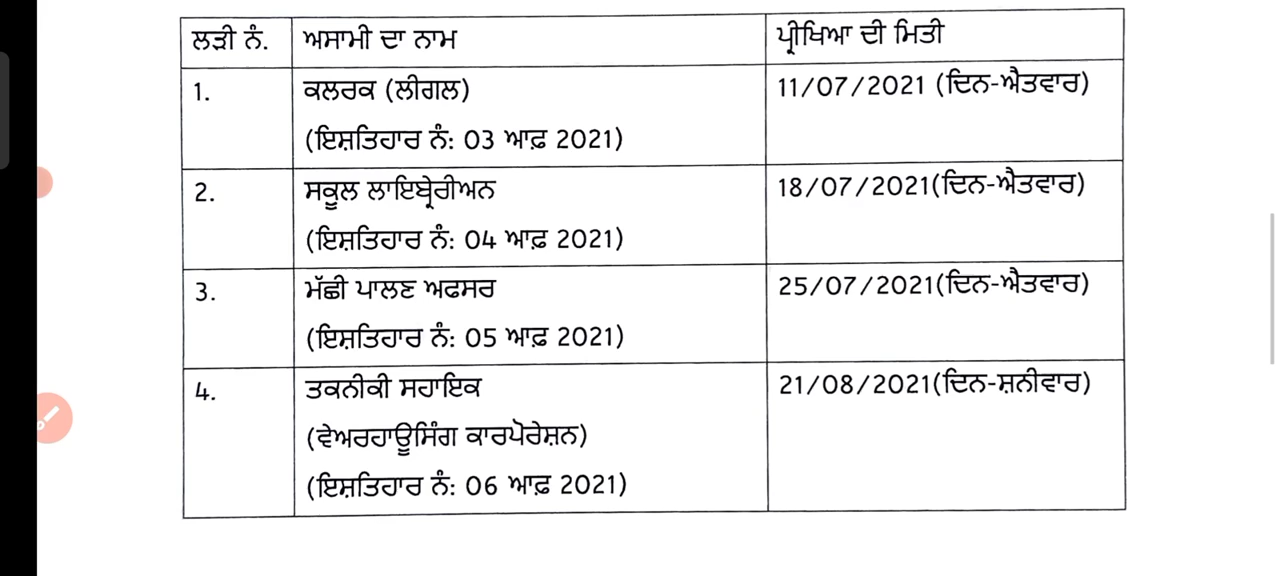 ਲੜੀ ਨੰ. ਅਸਾਮੀ ਦਾ ਨਾਮ ਪ੍ਰੀਖਿਆ ਦੀ ਮਿਤੀ
1. ਕਲਰਕ (ਲੀਗਲ) 11/07/2021 (ਦਿਨ-ਐਤਵਾਰ)
(ਇਸ਼ਤਿਹਾਰ ਨੰ: 03 ਆਫ਼ 2021)
2. ਸਕੂਲ ਲਾਇਬ੍ਰੇਰੀਅਨ 18/07/2021(ਦਿਨ-ਐਤਵਾਰ)
(ਇਸ਼ਤਿਹਾਰ ਨੰ: 04 ਆਫ਼ 2021)
3. ਮੱਛੀ ਪਾਲਣ ਅਫਸਰ 25/07/2021(ਦਿਨ-ਐਤਵਾਰ)
(ਇਸ਼ਤਿਹਾਰ ਨੰ: 05 ਆਫ਼ 2021)
4. ਤਕਨੀਕੀ ਸਹਾਇਕ 21/08/2021(ਦਿਨ-ਸ਼ਨੀਵਾਰ)
(ਵੇਅਰਹਾਊਸਿੰਗ ਕਾਰਪੋਰੇਸ਼ਨ)
(ਇਸ਼ਤਿਹਾਰ ਨੰ: 06 ਆਫ਼ 2021)